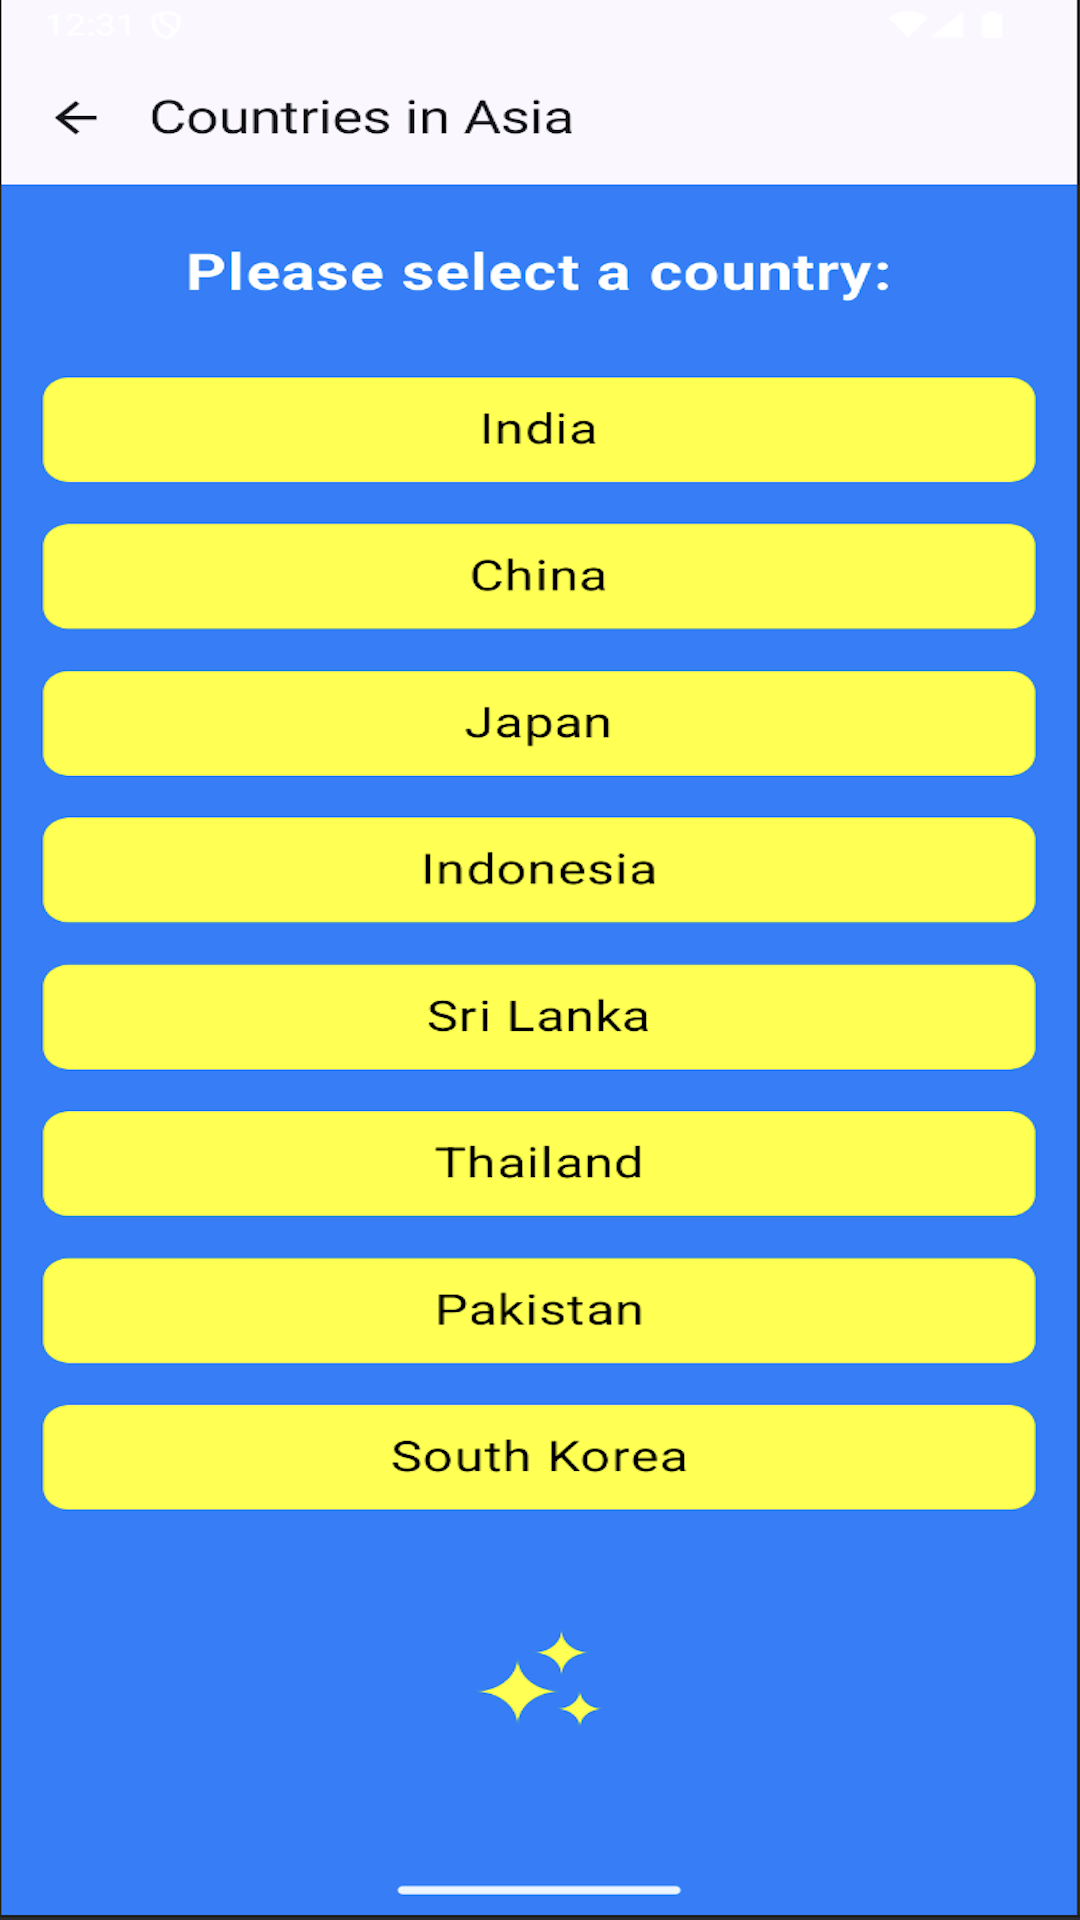 12:31
Countries in Asia
Please select a country:
India
China
Japan
Indonesia
Sri Lanka
Thailand
Pakistan
South Korea